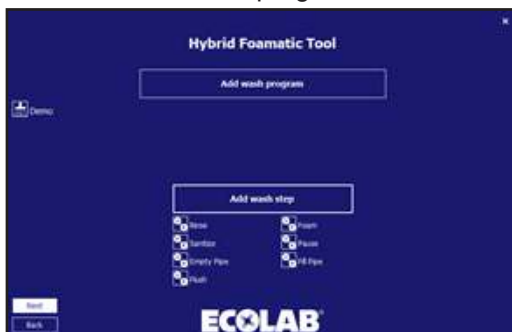 Hybrid Foamatic Tool
Add wash program
Demo
Add wash step
Rinse
Foam
Sanitize
Pause
Empty Pipe
Fill Pipe
Flush
Next
Back
ECOLAB